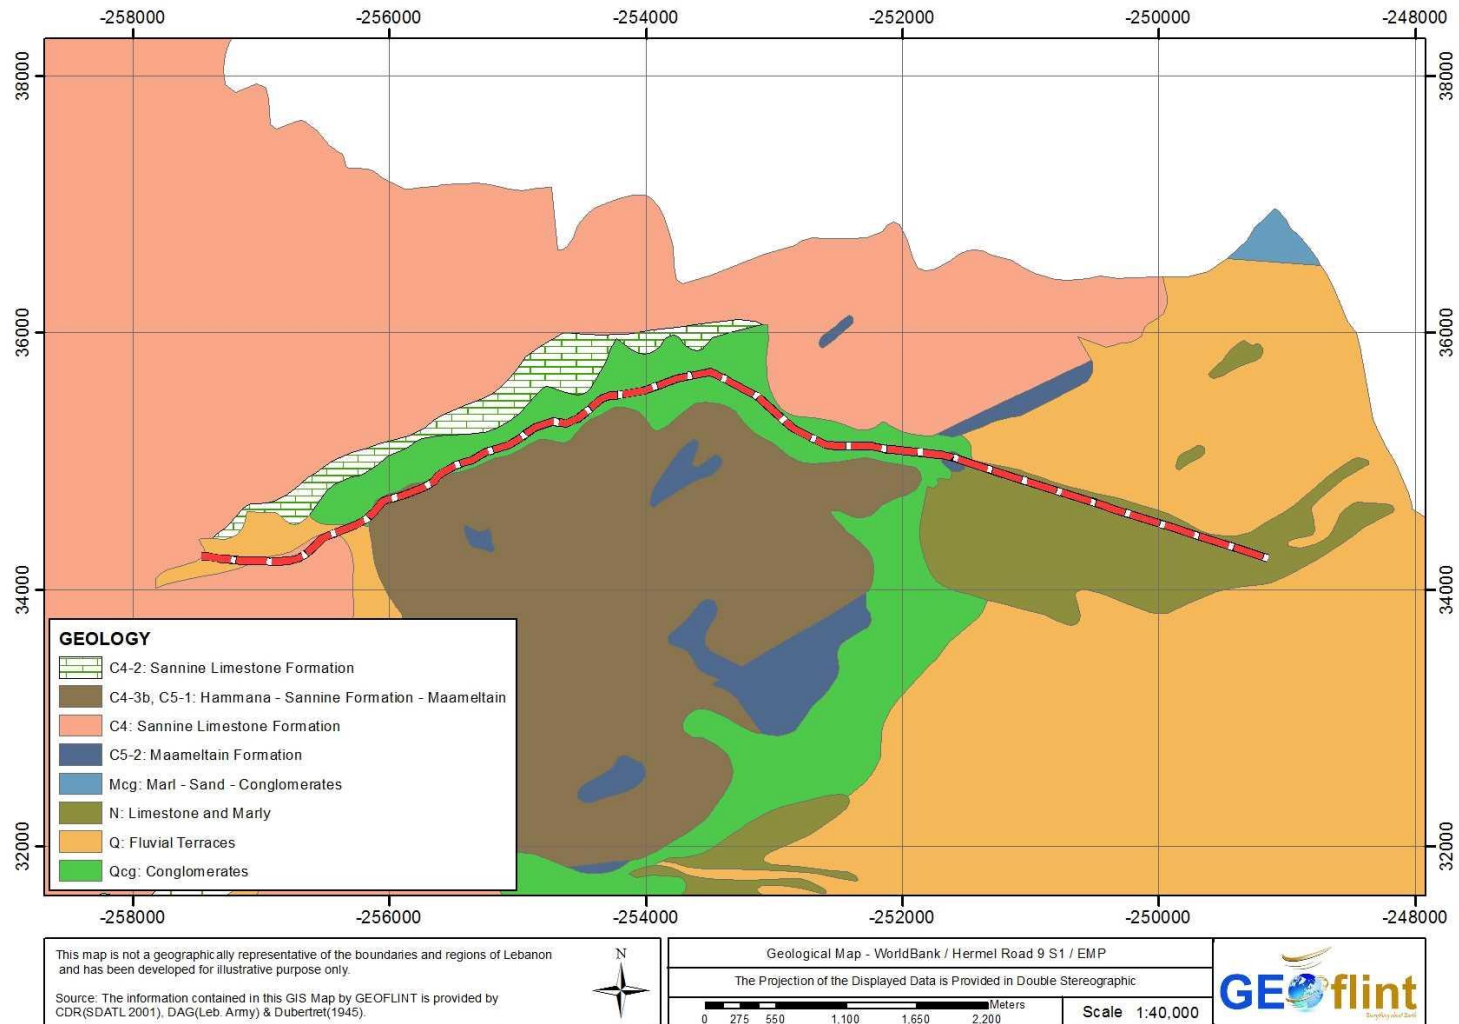 -258000 -256000 -254000 -252000 -250000 -248000
38000 38000
36000 36000
34000 34000
32000 32000
GEOLOGY
C4-2: Sannine Limestone Formation
C4-3b, C5-1: Hammana - Sannine Formation - Maameltain
C4: Sannine Limestone Formation
C5-2: Maameltain Formation
Mcg: Marl - Sand - Conglomerates
N: Limestone and Marly
Q: Fluvial Terraces
Qcg: Conglomerates
-258000 -256000 -254000 -252000 -250000 -248000
This map is not a geographically representative of the boundaries and regions of Lebanon
and has been developed for illustrative purpose only.
Source: The information contained in this GIS Map by GEOFLINT is provided by
CDR(SDATL 2001), DAG(Leb. Army) & Dubertret(1945).
N
Geological Map - WorldBank / Hermel Road 9 S1 / EMP
The Projection of the Displayed Data is Provided in Double Stereographic
Meters
0 275 550 1,100 1,650 2,200
Scale 1:40,000
GEOflint